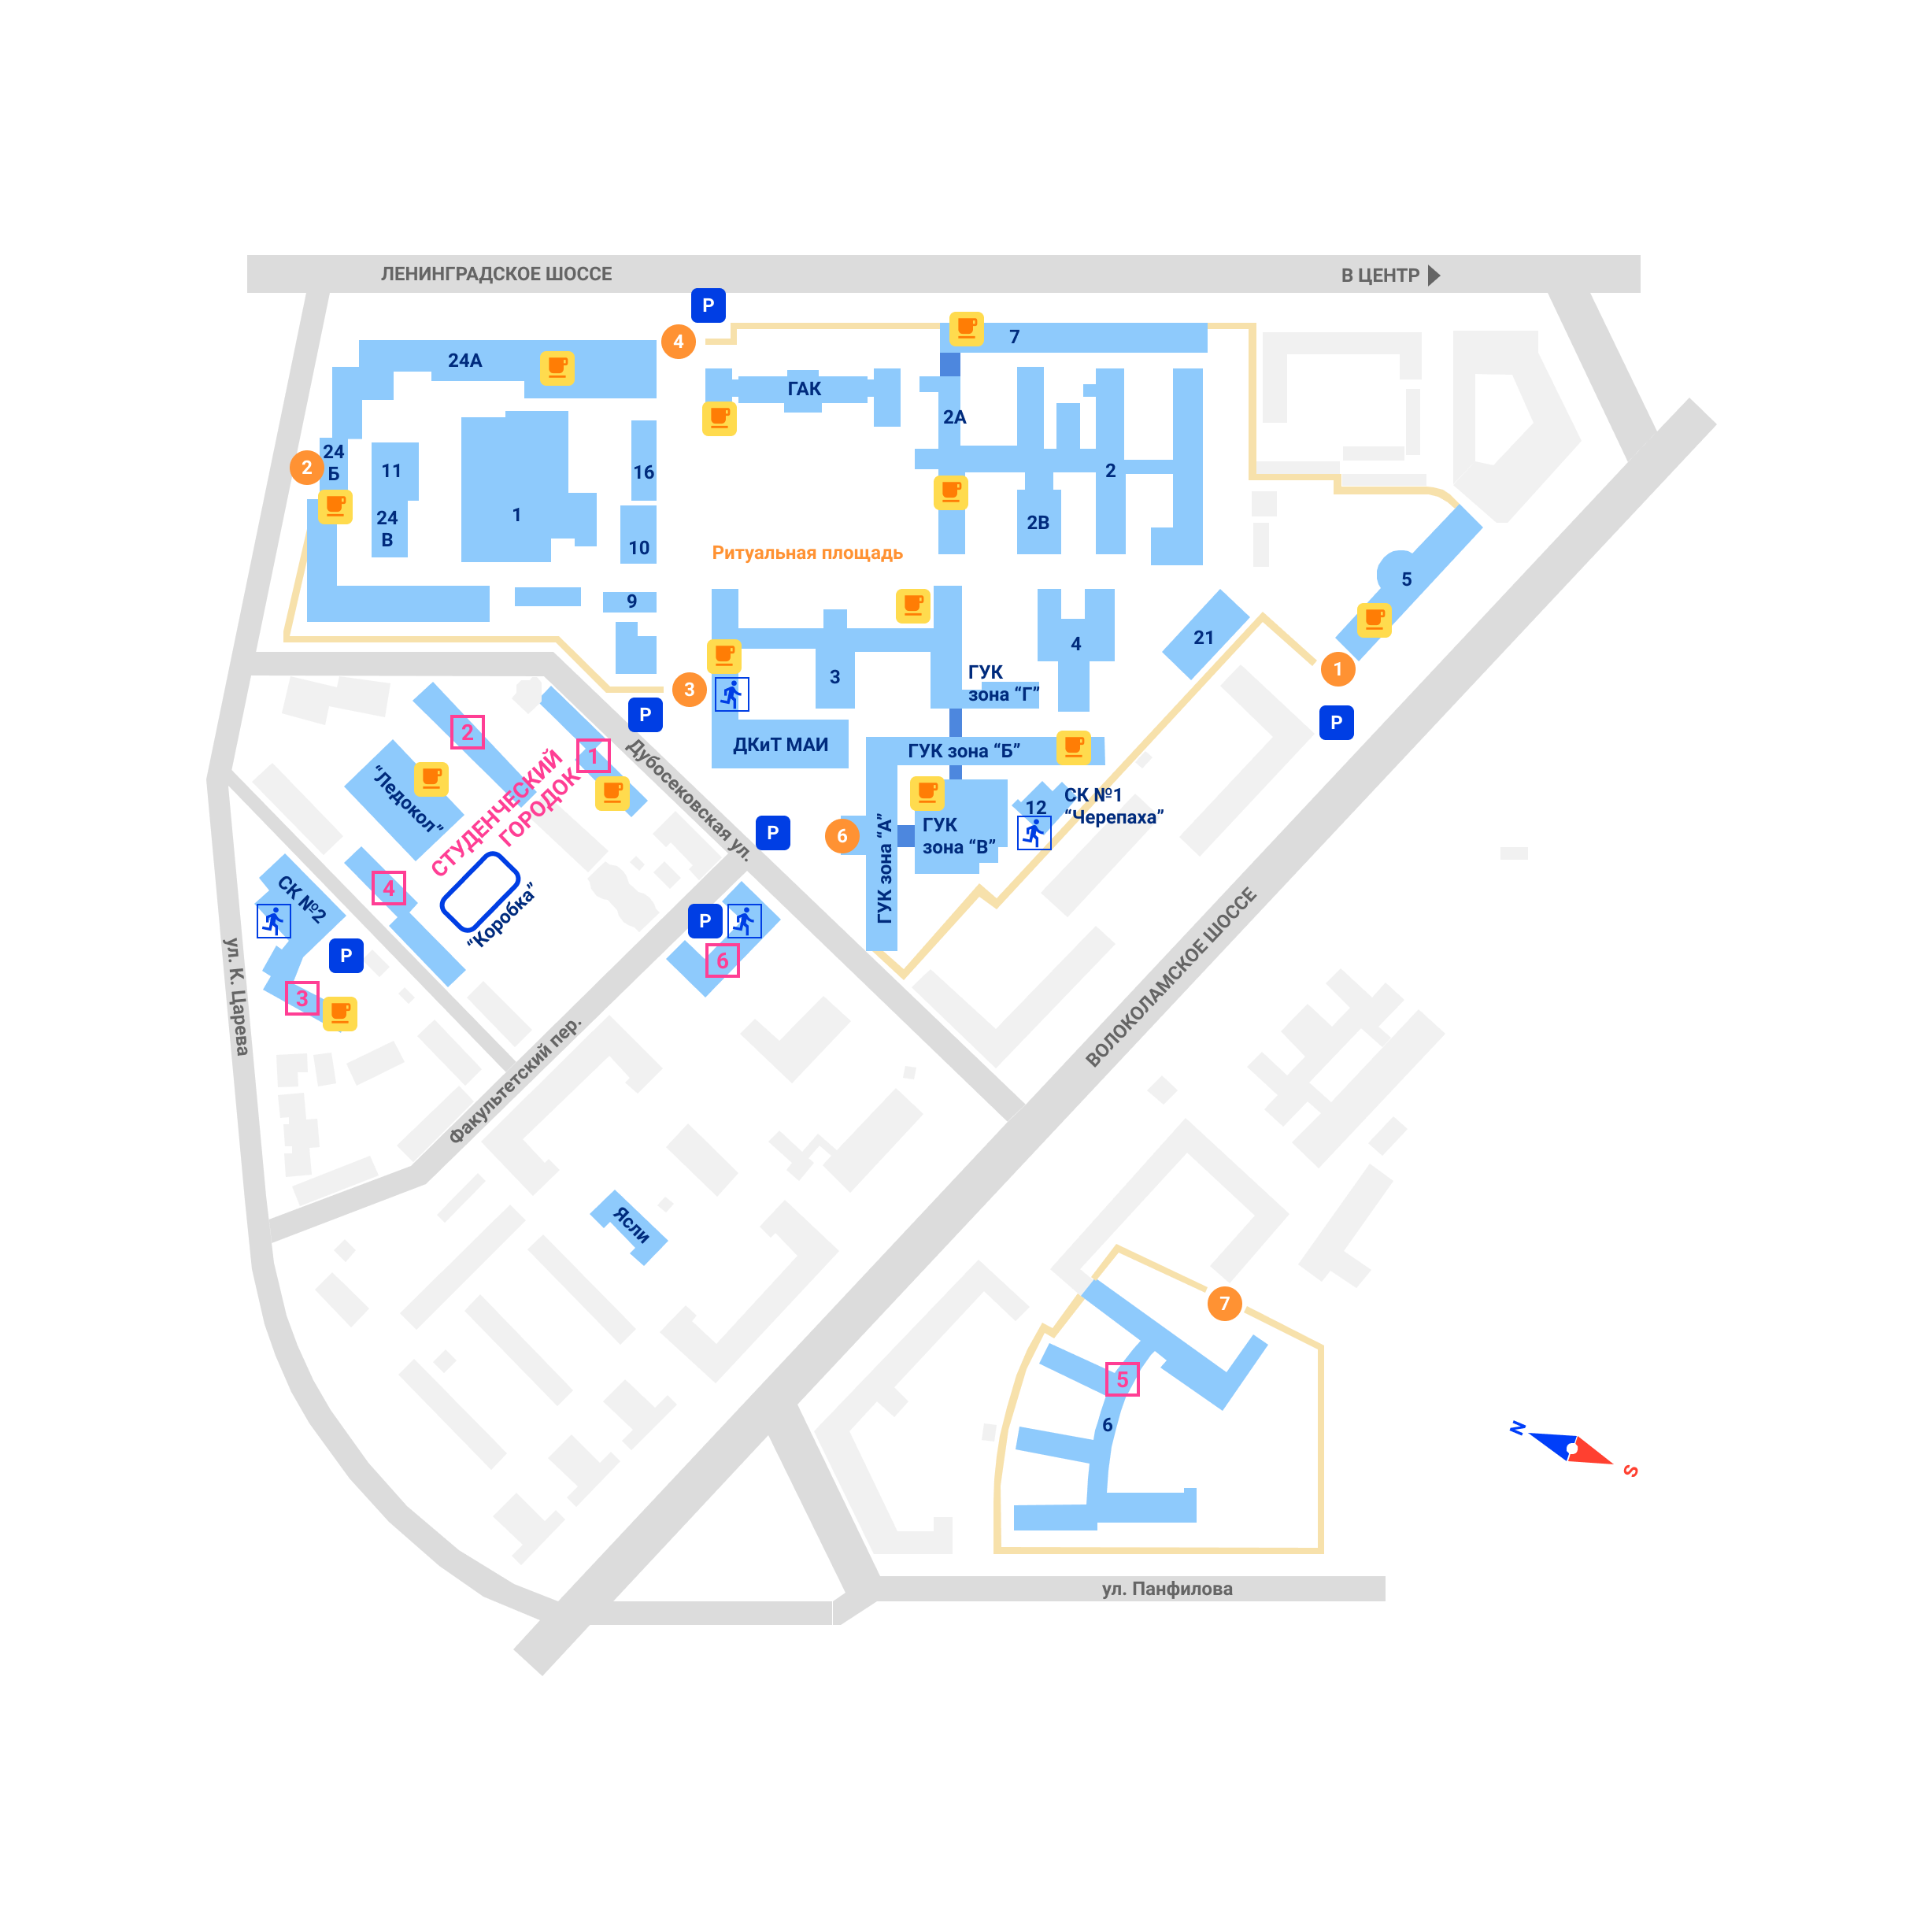 ЛЕНИНГРАДСКОЕ ШОССЕ
В ЦЕНТР
P
4
7
24А
ГАК
2А
24
Б
2
11
16
2
1
24
В
2В
10
Ритуальная площадь
5
9
21
4
1
3
ГУК
зона “Г”
3
P
P
2
ДКиТ МАИ
ГУК зона “Б”
1
Дубосековская ул.
“Ледокол”
СТУДЕНЧЕСКИЙ
ГОРОДОК
12
СК №1
“Черепаха”
P
6
ГУК зона “А”
ГУК
зона “В”
4
СК №2
“Коробка”
P
6
P
3
ул. К. Царева
ВОЛОКОЛАМСКОЕ ШОССЕ
Факультетский пер.
Ясли
7
5
6
N
S
ул. Панфилова